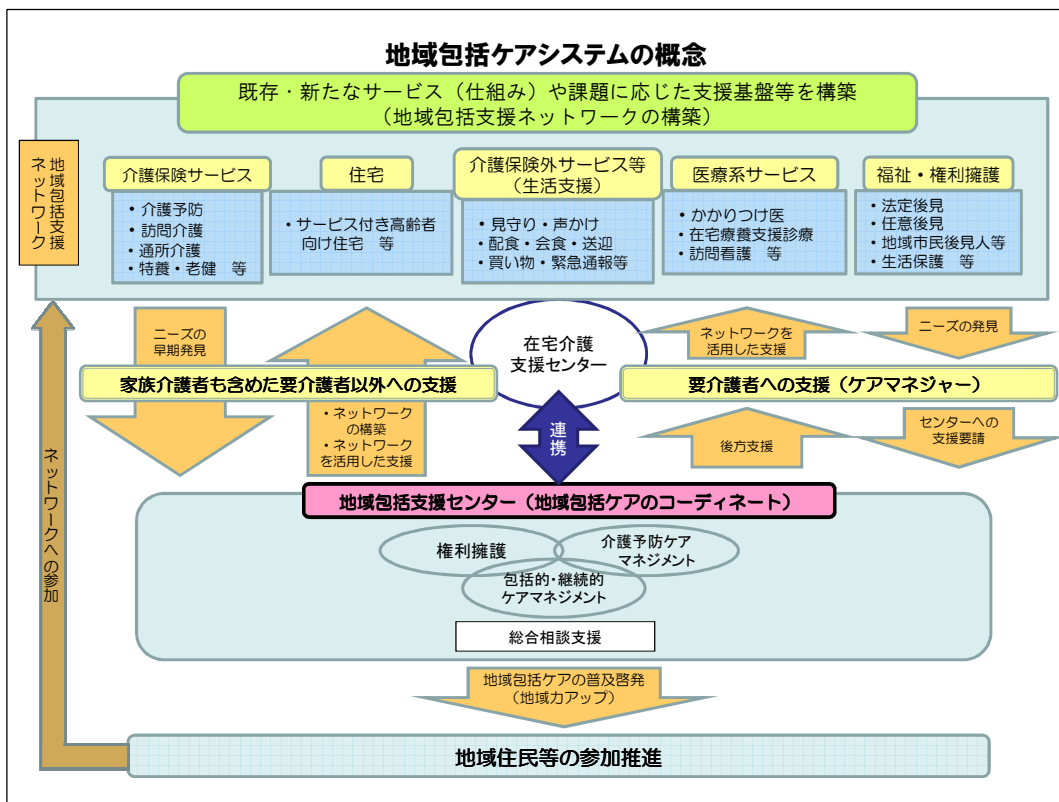 地域包括ケアシステムの概念
既存・新たなサービス（仕組み）や課題に応じた支援基盤等を構築
（地域包括支援ネットワークの構築）
地域包括支援
ネットワーク
介護保険サービス
・介護予防
・訪問介護
・通所介護
・特養・老健　等
住宅
・サービス付き高齢者
向け住宅　等
介護保険外サービス等
（生活支援）
・見守り・声かけ
・配食・会食・送迎
・買い物・緊急通報等
医療系サービス
・かかりつけ医
・在宅療養支援診療
・訪問看護　等
福祉・権利擁護
・法定後見
・任意後見
・地域市民後見人等
・生活保護　等
ニーズの
早期発見
在宅介護
支援センター
ネットワークを
活用した支援
ニーズの発見
家族介護者も含めた要介護者以外への支援
要介護者への支援（ケアマネジャー）
・ネットワーク
の構築
・ネットワーク
を活用した支援
連携
後方支援
センターへの
支援要請
ネットワークへの参加
地域包括支援センター（地域包括ケアのコーディネート）
権利擁護
介護予防ケア
マネジメント
包括的・継続的
ケアマネジメント
総合相談支援
地域包括ケアの普及啓発
（地域力アップ）
地域住民等の参加推進